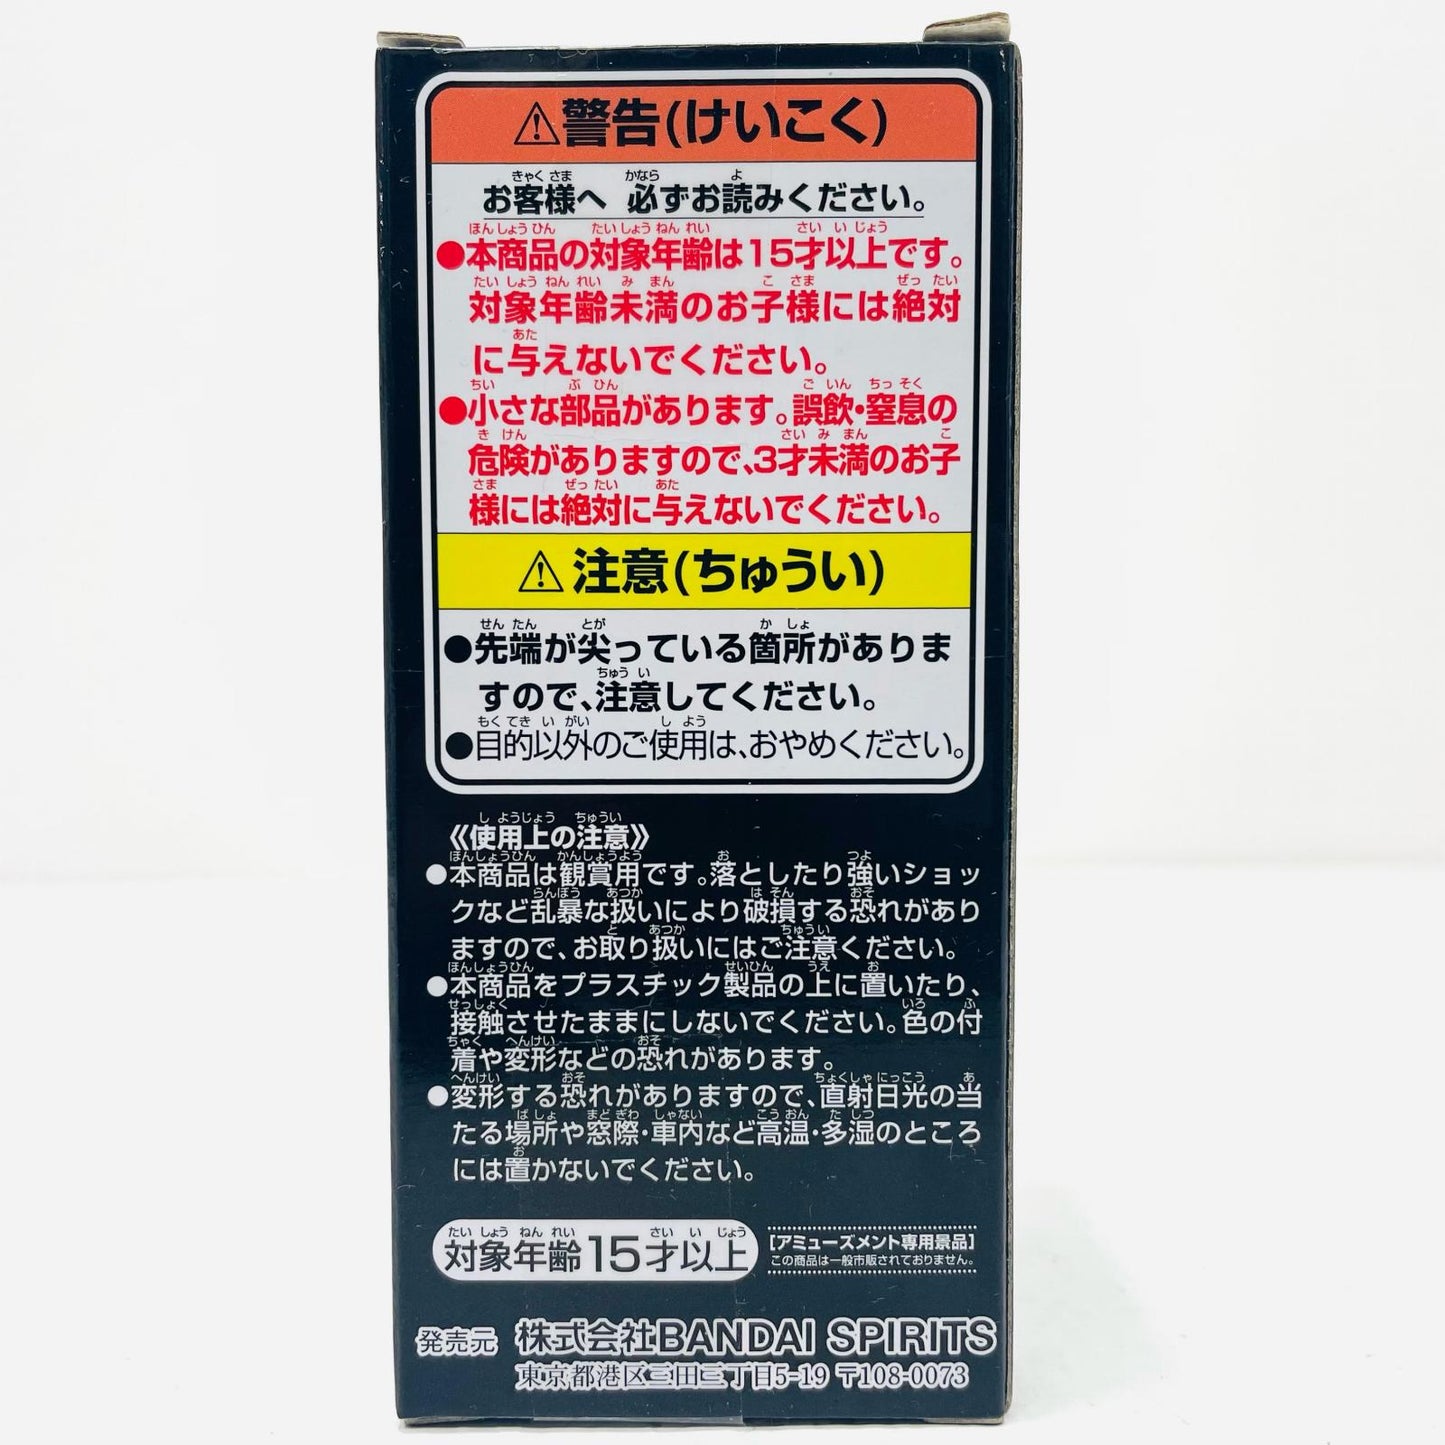 ⚠警告(けいこく)
お客様へ 必ずお読みください。
●本商品の対象年齢は15才以上です。
対象年齢未満のお子様には絶対
に与えないでください。
●小さな部品があります。誤飲・窒息の
危険がありますので、3才未満のお子
様には絶対に与えないでください。
⚠注意(ちゅうい)
●先端が尖っている箇所がありま
すので、注意してください。
●目的以外のご使用は、おやめください。
《使用上の注意》
●本商品は観賞用です。落としたり強いショッ
クなど乱暴な扱いにより破損する恐れがあり
ますので、お取り扱いにはご注意ください。
●本商品をプラスチック製品の上に置いたり、
接触させたままにしないでください。色の付
着や変形などの恐れがあります。
●変形する恐れがありますので、直射日光の当
たる場所や窓際・車内など高温・多湿のところ
には置かないでください。
対象年齢15才以上
[アミューズメント専用景品]
この商品は一般市販されておりません。
発売元 株式会社BANDAI SPIRITS
東京都港区三田三丁目5-19 〒108-0073